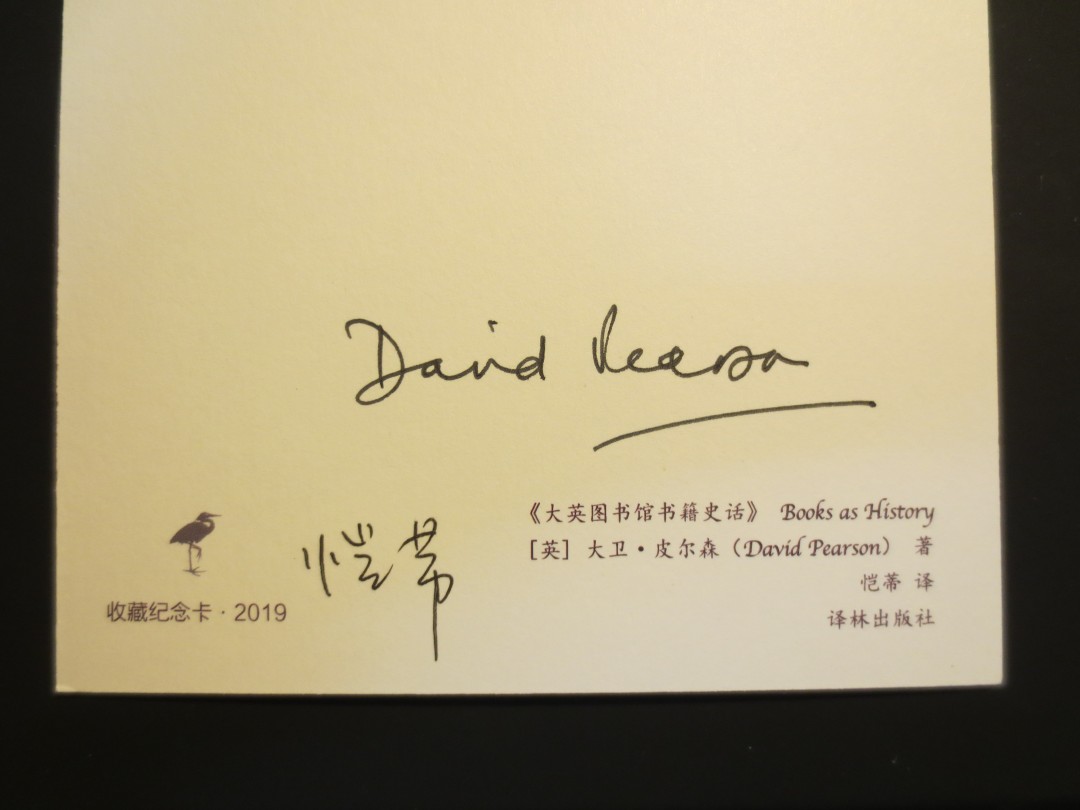 David Pearson
恺蒂
收藏纪念卡·2019
《大英图书馆书籍史话》 Books as History
[英] 大卫·皮尔森（David Pearson） 著
恺蒂 译
译林出版社